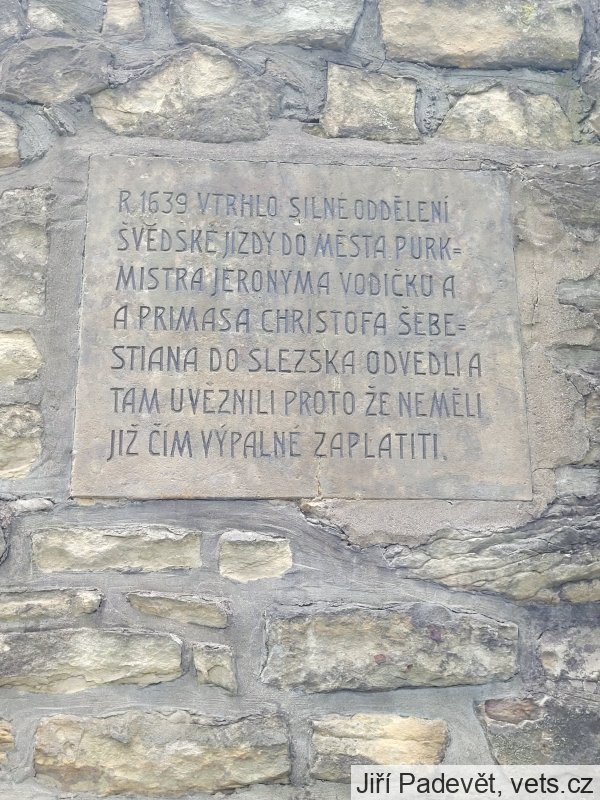 R. 1639 VTRHLO SILNÉ ODDĚLENÍ
ŠVÉDSKÉ JIZDY DO MĚSTA PURK=
MISTRA JERONYMA VODIČKU A
A PRIMASA CHRISTOFA ŠEBE=
STIANA DO SLEZSKA ODVEDLI A
TAM UVĚZNILI PROTO ŽE NEMĚLI
JIŽ ČÍM VÝPALNÉ ZAPLATITI.
Jiří Padevět, vets.cz